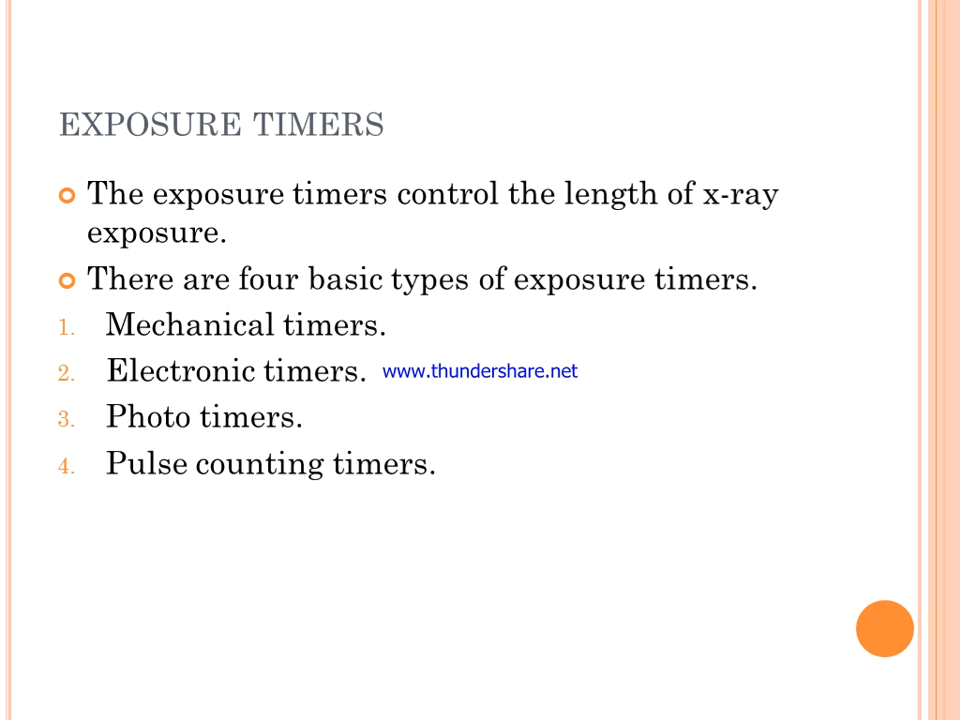 EXPOSURE TIMERS
The exposure timers control the length of x-ray
exposure.
There are four basic types of exposure timers.
1. Mechanical timers.
2. Electronic timers. www.thundershare.net
3. Photo timers.
4. Pulse counting timers.